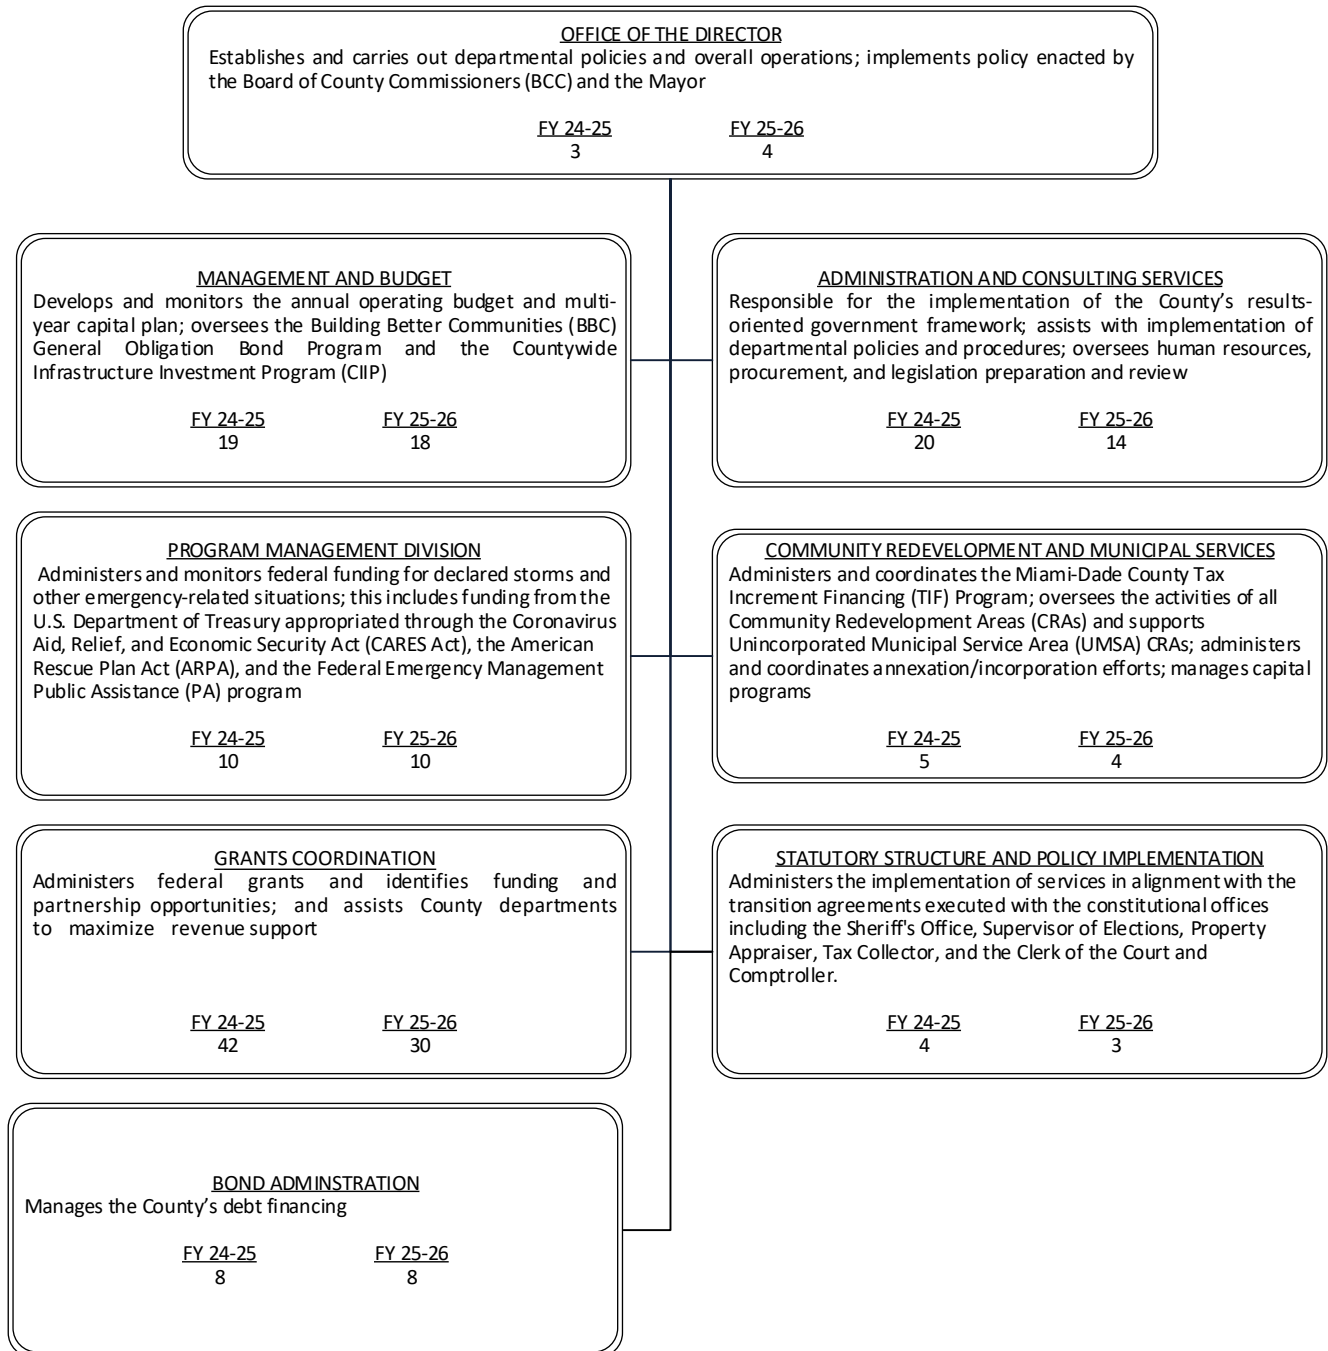 OFFICE OF THE DIRECTOR
Establishes and carries out departmental policies and overall operations; implements policy enacted by
the Board of County Commissioners (BCC) and the Mayor
FY 24-25 FY 25-26
3 4
MANAGEMENT AND BUDGET
Develops and monitors the annual operating budget and multi-
year capital plan; oversees the Building Better Communities (BBC)
General Obligation Bond Program and the Countywide
Infrastructure Investment Program (CIIP)
FY 24-25 FY 25-26
19 18
ADMINISTRATION AND CONSULTING SERVICES
Responsible for the implementation of the County’s results-
oriented government framework; assists with implementation of
departmental policies and procedures; oversees human resources,
procurement, and legislation preparation and review
FY 24-25 FY 25-26
20 14
PROGRAM MANAGEMENT DIVISION
Administers and monitors federal funding for declared storms and
other emergency-related situations; this includes funding from the
U.S. Department of Treasury appropriated through the Coronavirus
Aid, Relief, and Economic Security Act (CARES Act), the American
Rescue Plan Act (ARPA), and the Federal Emergency Management
Public Assistance (PA) program
FY 24-25 FY 25-26
10 10
COMMUNITY REDEVELOPMENT AND MUNICIPAL SERVICES
Administers and coordinates the Miami-Dade County Tax
Increment Financing (TIF) Program; oversees the activities of all
Community Redevelopment Areas (CRAs) and supports
Unincorporated Municipal Service Area (UMSA) CRAs; administers
and coordinates annexation/incorporation efforts; manages capital
programs
FY 24-25 FY 25-26
5 4
GRANTS COORDINATION
Administers federal grants and identifies funding and
partnership opportunities; and assists County departments
to maximize revenue support
FY 24-25 FY 25-26
42 30
STATUTORY STRUCTURE AND POLICY IMPLEMENTATION
Administers the implementation of services in alignment with the
transition agreements executed with the constitutional offices
including the Sheriff's Office, Supervisor of Elections, Property
Appraiser, Tax Collector, and the Clerk of the Court and
Comptroller.
FY 24-25 FY 25-26
4 3
BOND ADMINSTRATION
Manages the County’s debt financing
FY 24-25 FY 25-26
8 8